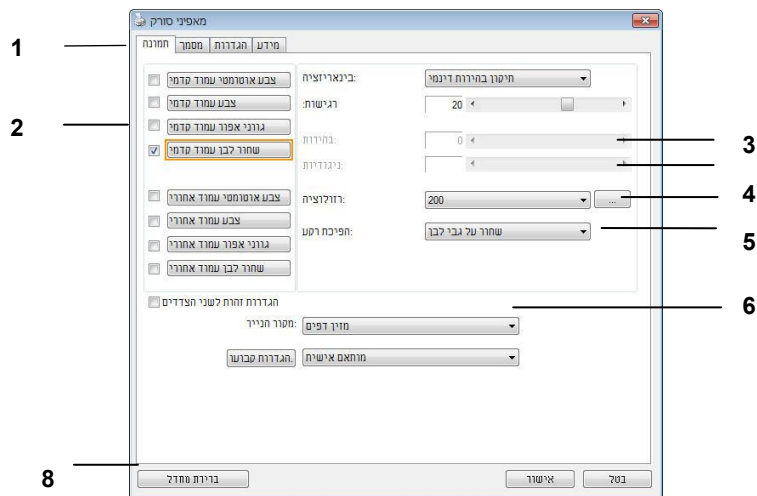 מאפיני סורק
תמונה מסמך הגדרות מידע
צבע אוטומטי עמוד קדמי
צבע עמוד קדמי
גווני אפור עמוד קדמי
שחור לבן עמוד קדמי
צבע אוטומטי עמוד אחורי
צבע עמוד אחורי
גווני אפור עמוד אחורי
שחור לבן עמוד אחורי
בינאריזציה: תיקון בהירות דינמי
רגישות: 20
בהירות: 0
ניגודיות:
רזולוציה: 200 ...
הפיכת רקע: שחור על גבי לבן
הגדרות זהות לשני הצדדים
מקור הנייר: מזין דפים
הגדרות קבוער. מותאם אישית
ברירת מחדל אישור בטל
1
2
3
4
5
6
8